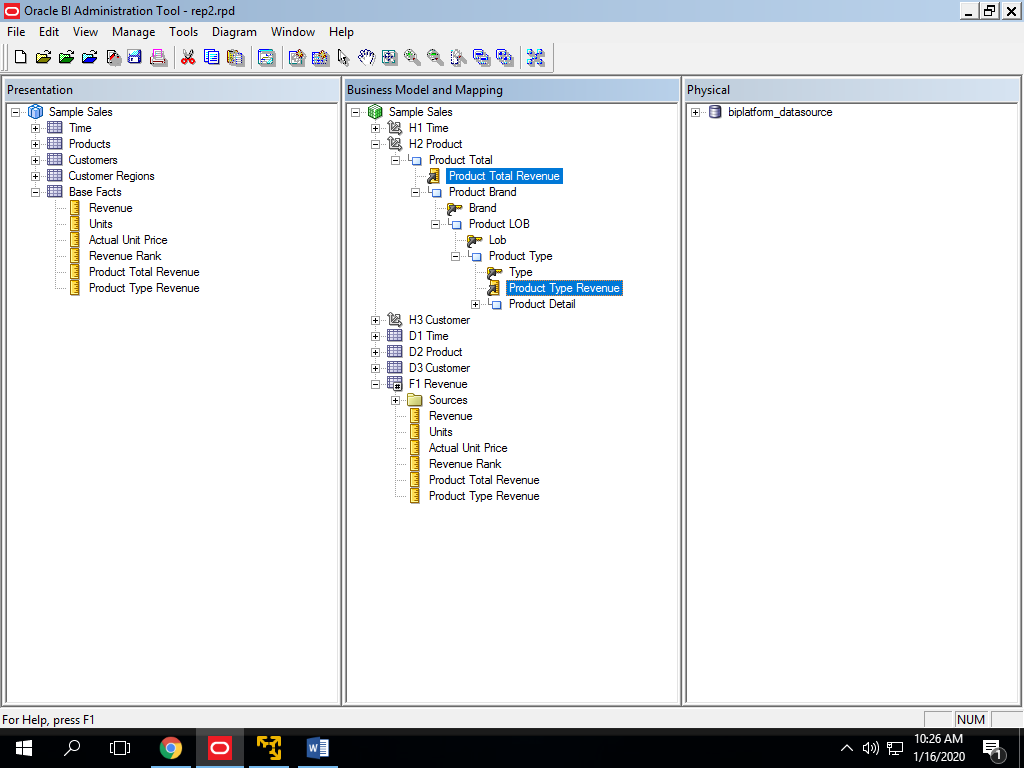 Oracle BI Administration Tool - rep2.rpd
File Edit View Manage Tools Diagram Window Help
Presentation
Sample Sales
Time
Products
Customers
Customer Regions
Base Facts
Revenue
Units
Actual Unit Price
Revenue Rank
Product Total Revenue
Product Type Revenue
Business Model and Mapping
Sample Sales
H1 Time
H2 Product
Product Total
Product Total Revenue
Product Brand
Brand
Product LOB
Lob
Product Type
Type
Product Type Revenue
Product Detail
H3 Customer
D1 Time
D2 Product
D3 Customer
F1 Revenue
Sources
Revenue
Units
Actual Unit Price
Revenue Rank
Product Total Revenue
Product Type Revenue
Physical
biplatform_datasource
For Help, press F1
NUM
10:26 AM
1/16/2020
1